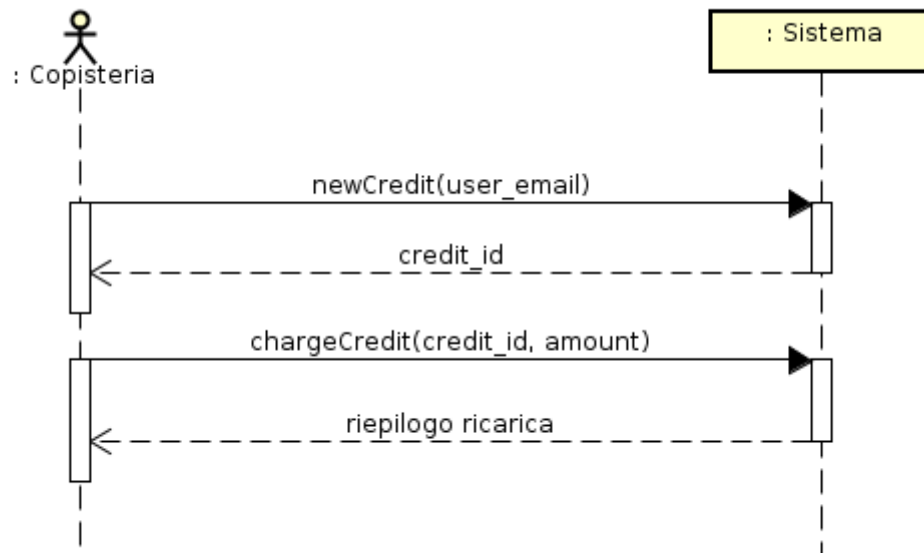 : Copisteria
: Sistema
newCredit(user_email)
credit_id
chargeCredit(credit_id, amount)
riepilogo ricarica